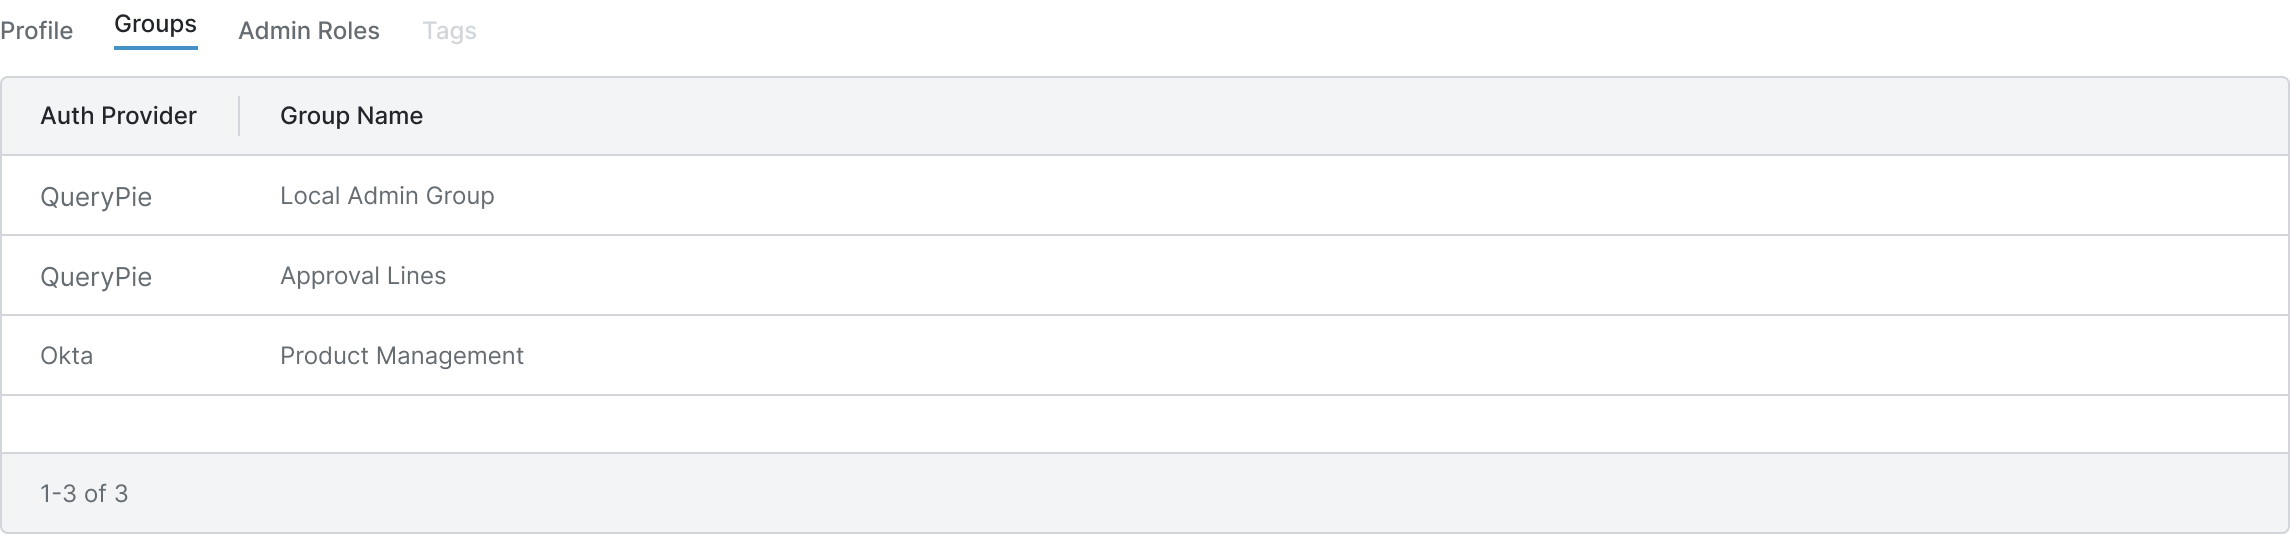 Profile Groups Admin Roles Tags
Auth Provider Group Name
QueryPie Local Admin Group
QueryPie Approval Lines
Okta Product Management
1-3 of 3